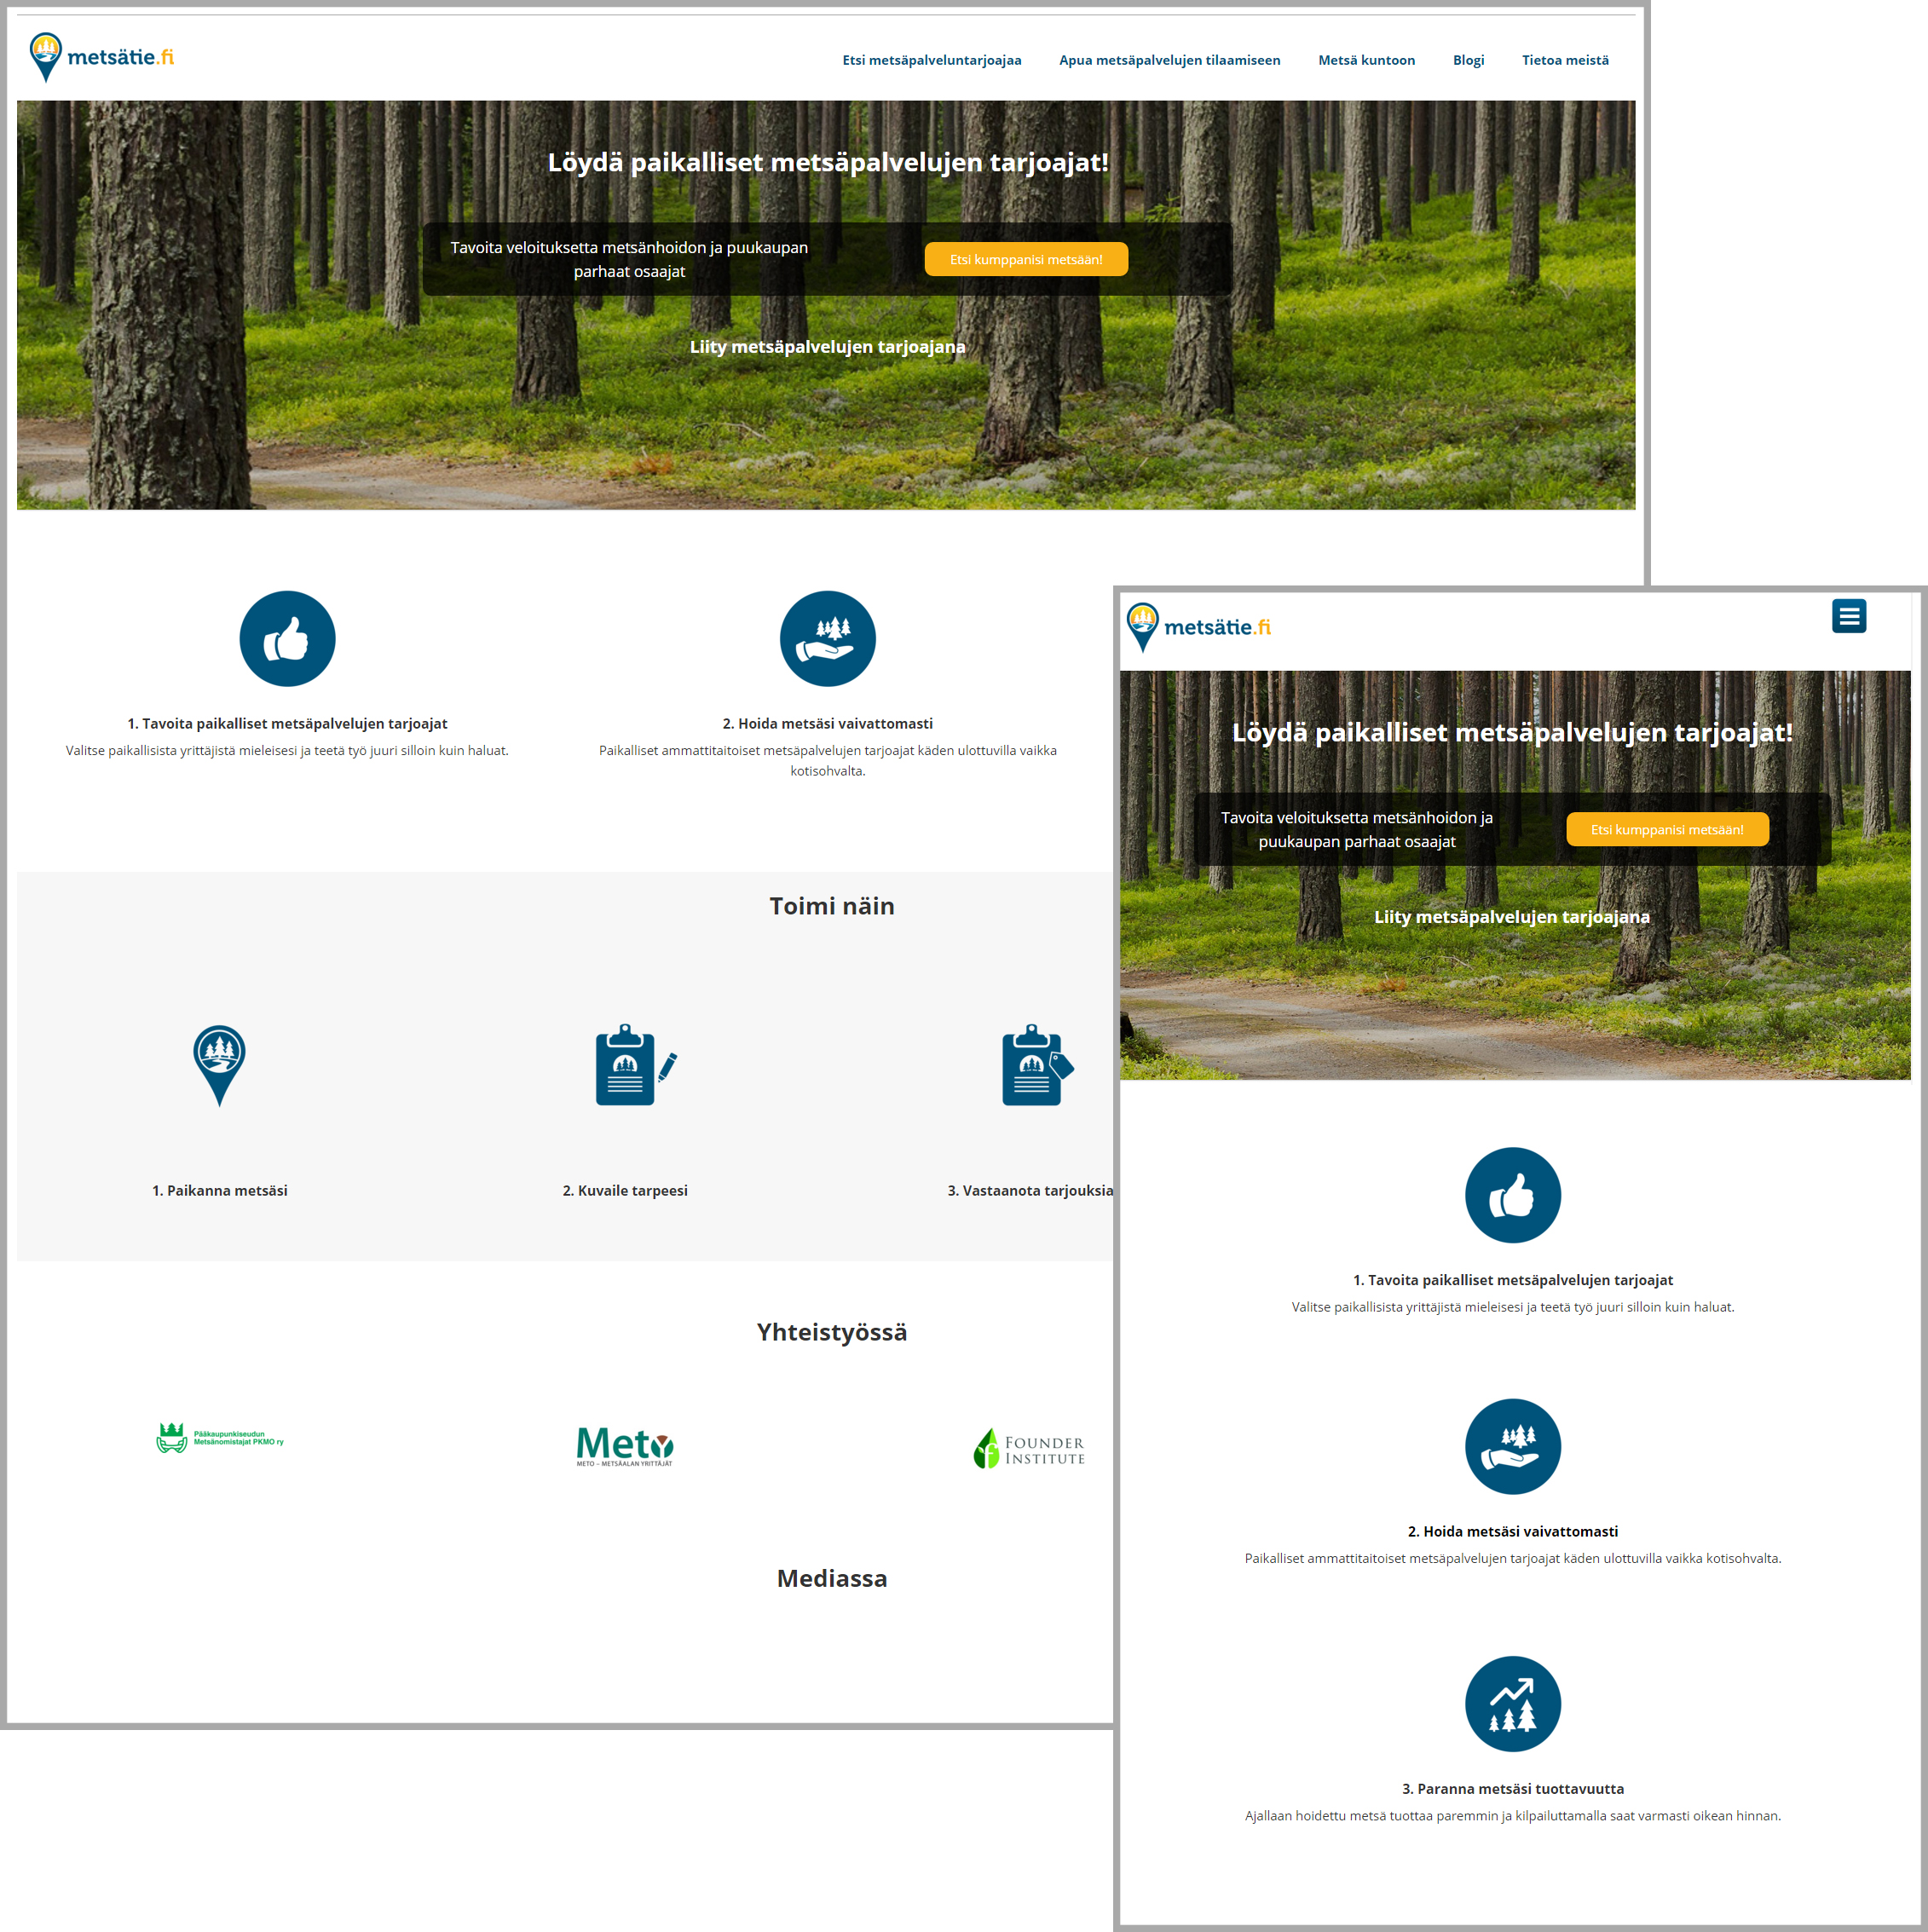 metsätie.fi
Etsi metsäpalveluntarjoajaa
Apua metsäpalvelujen tilaamiseen
Metsä kuntoon
Blogi
Tietoa meistä
Löydä paikalliset metsäpalvelujen tarjoajat!
Tavoita veloituksetta metsänhoidon ja puukaupan
parhaat osaajat
Etsi kumppanisi metsään!
Liity metsäpalvelujen tarjoajana
1. Tavoita paikalliset metsäpalvelujen tarjoajat
Valitse paikallisista yrittäjistä mieleisesi ja teetä työ juuri silloin kuin haluat.
2. Hoida metsäsi vaivattomasti
Paikalliset ammattitaitoiset metsäpalvelujen tarjoajat käden ulottuvilla vaikka
kotisohvalta.
Toimi näin
1. Paikanna metsäsi
2. Kuvaile tarpeesi
3. Vastaanota tarjouksia
Yhteistyössä
Pääkaupunkiseudun
Metsänomistajat PKMO ry
Meto
METO – METSÄALAN YRITTÄJÄT
FOUNDER
INSTITUTE
Mediassa
metsätie.fi
Löydä paikalliset metsäpalvelujen tarjoajat!
Tavoita veloituksetta metsänhoidon ja
puukaupan parhaat osaajat
Etsi kumppanisi metsään!
Liity metsäpalvelujen tarjoajana
1. Tavoita paikalliset metsäpalvelujen tarjoajat
Valitse paikallisista yrittäjistä mieleisesi ja teetä työ juuri silloin kuin haluat.
2. Hoida metsäsi vaivattomasti
Paikalliset ammattitaitoiset metsäpalvelujen tarjoajat käden ulottuvilla vaikka kotisohvalta.
3. Paranna metsäsi tuottavuutta
Ajallaan hoidettu metsä tuottaa paremmin ja kilpailuttamalla saat varmasti oikean hinnan.